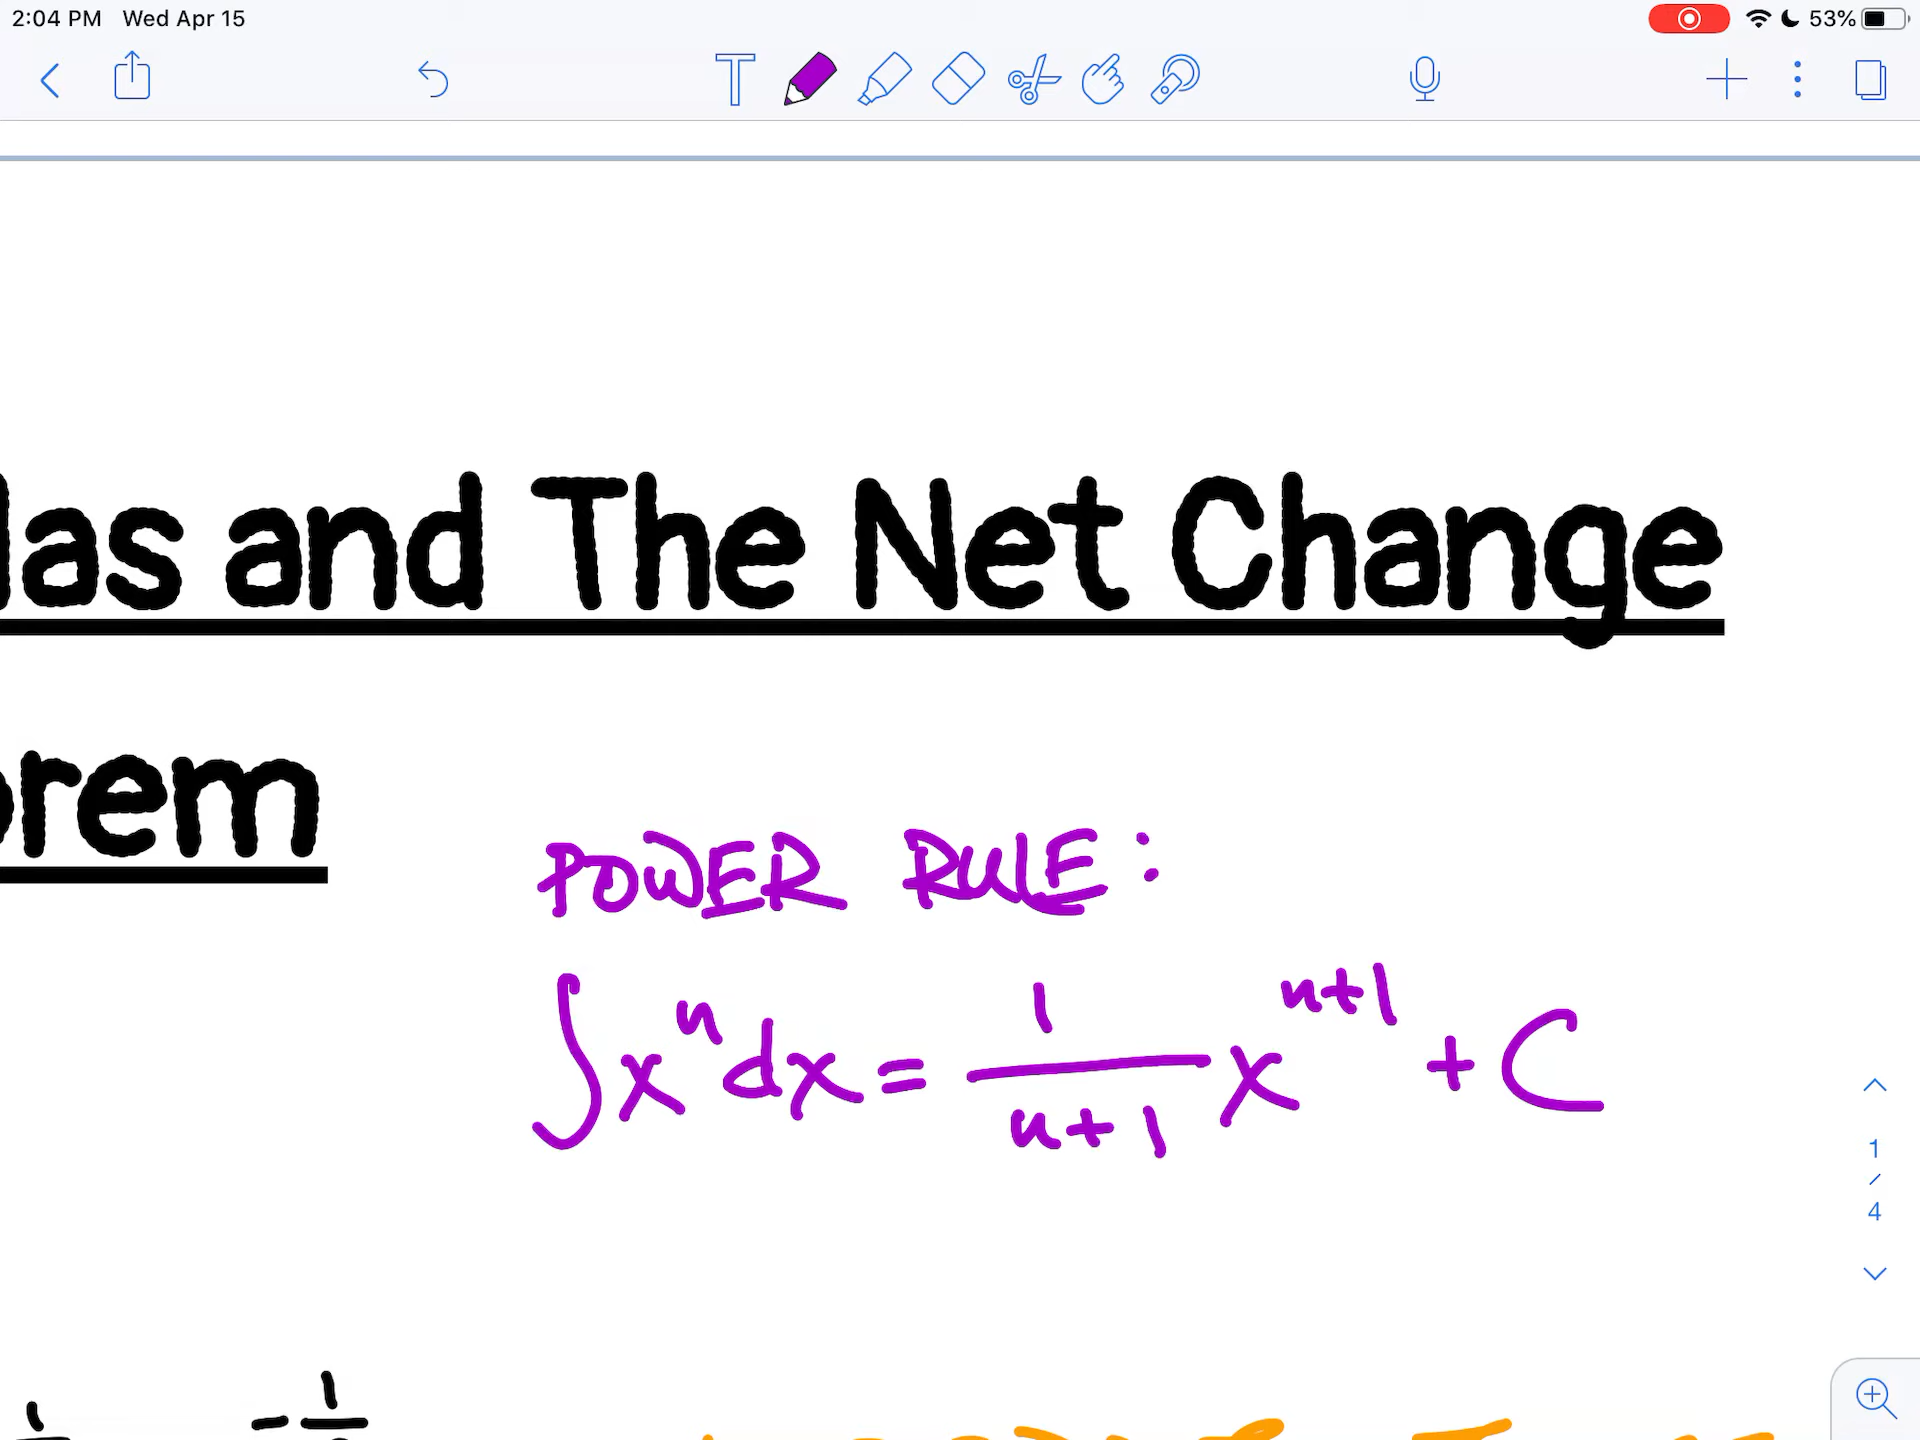 2:04 PM Wed Apr 15 53%
las and The Net Change
orem
POWER RULE:
∫x^n dx = 1/(n+1) x^(n+1) + C
1
/
4